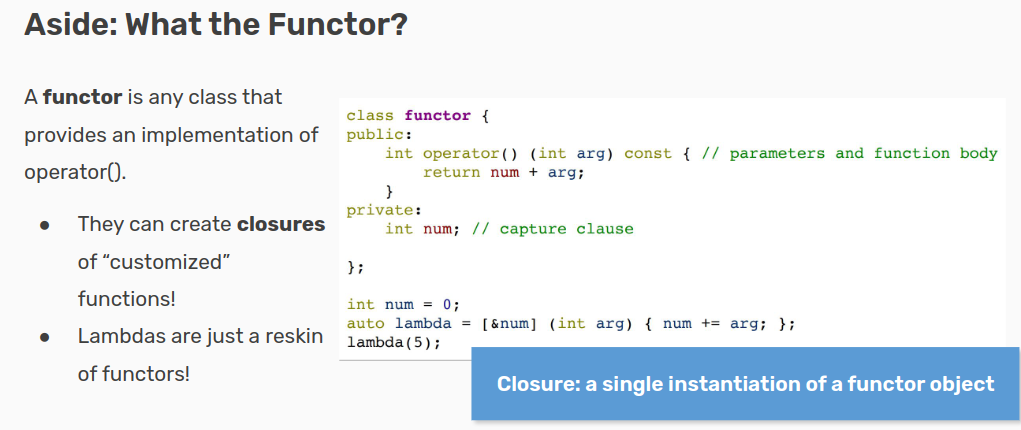 Aside: What the Functor?
A functor is any class that
provides an implementation of
operator().
● They can create closures
of “customized”
functions!
● Lambdas are just a reskin
of functors!
class functor {
public:
    int operator() (int arg) const { // parameters and function body
        return num + arg;
    }
private:
    int num; // capture clause
};
int num = 0;
auto lambda = [&num] (int arg) { num += arg; };
lambda(5);
Closure: a single instantiation of a functor object